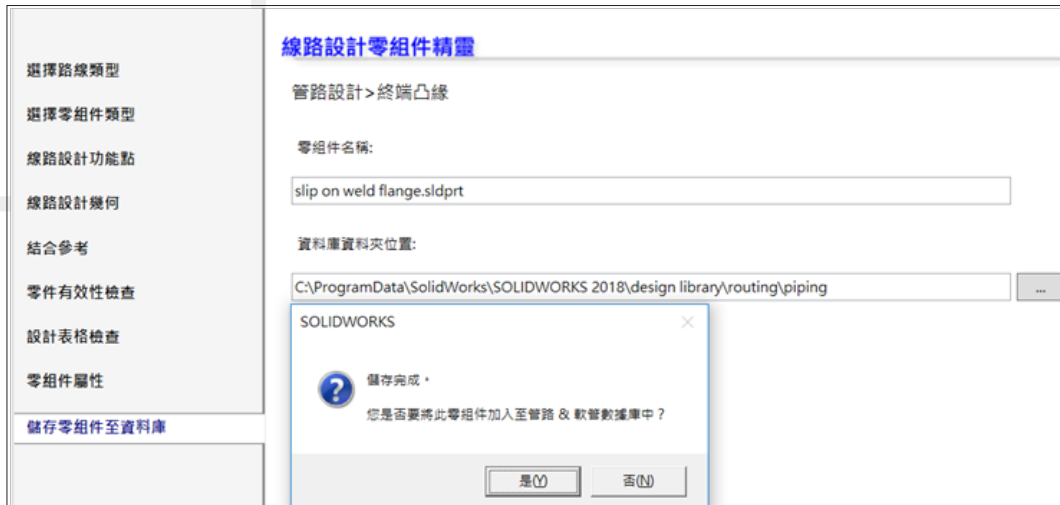 線路設計零組件精靈
選擇路線類型
選擇零組件類型
線路設計功能點
線路設計幾何
結合參考
零件有效性檢查
設計表格檢查
零組件屬性
儲存零組件至資料庫
管路設計>終端凸緣
零組件名稱:
slip on weld flange.sldprt
資料庫資料夾位置:
C:\ProgramData\SolidWorks\SOLIDWORKS 2018\design library\routing\piping
...
SOLIDWORKS
儲存完成。
您是否要將此零組件加入至管路 & 軟管數據庫中？
是(Y)
否(N)